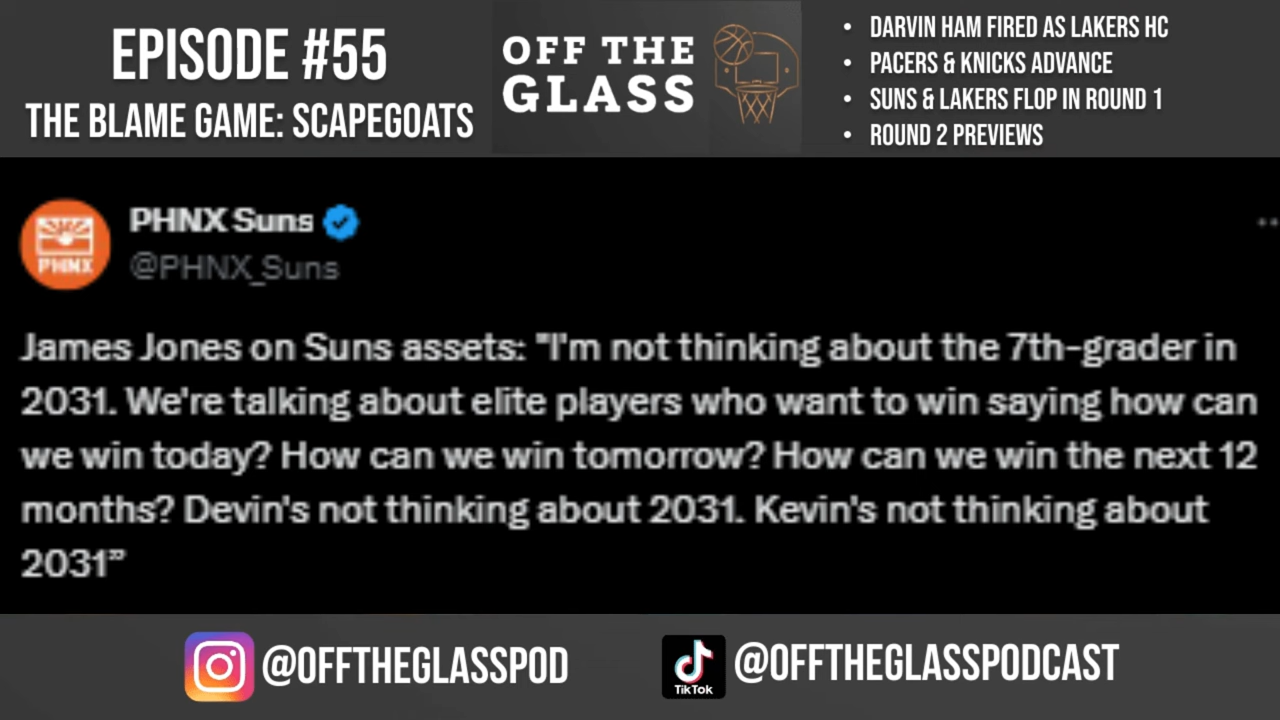 EPISODE #55
THE BLAME GAME: SCAPEGOATS
OFF THE
GLASS
• DARVIN HAM FIRED AS LAKERS HC
• PACERS & KNICKS ADVANCE
• SUNS & LAKERS FLOP IN ROUND 1
• ROUND 2 PREVIEWS
PHNX
PHNX Suns
@PHNX_Suns
James Jones on Suns assets: "I'm not thinking about the 7th-grader in
2031. We're talking about elite players who want to win saying how can
we win today? How can we win tomorrow? How can we win the next 12
months? Devin's not thinking about 2031. Kevin's not thinking about
2031”
@OFFTHEGLASSPOD
TikTok
@OFFTHEGLASSPODCAST